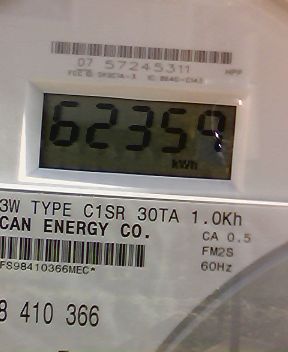 07 57245311
62359
kWh
3W TYPE C1SR 30TA 1.0Kh
CAN ENERGY CO.
CA 0.5
FM2S
60Hz
FS98410366MEC*
8 410 366